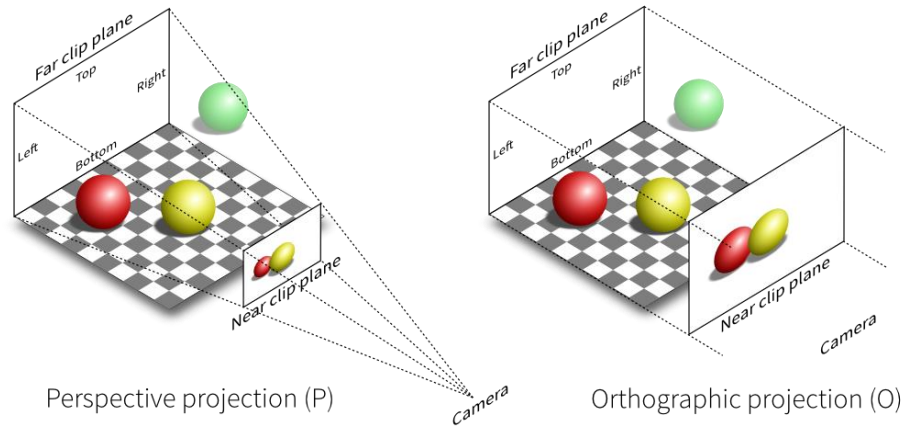 Far clip plane
Top
Right
Left
Bottom
Near clip plane
Camera
Perspective projection (P)
Far clip plane
Top
Right
Left
Bottom
Near clip plane
Camera
Orthographic projection (O)